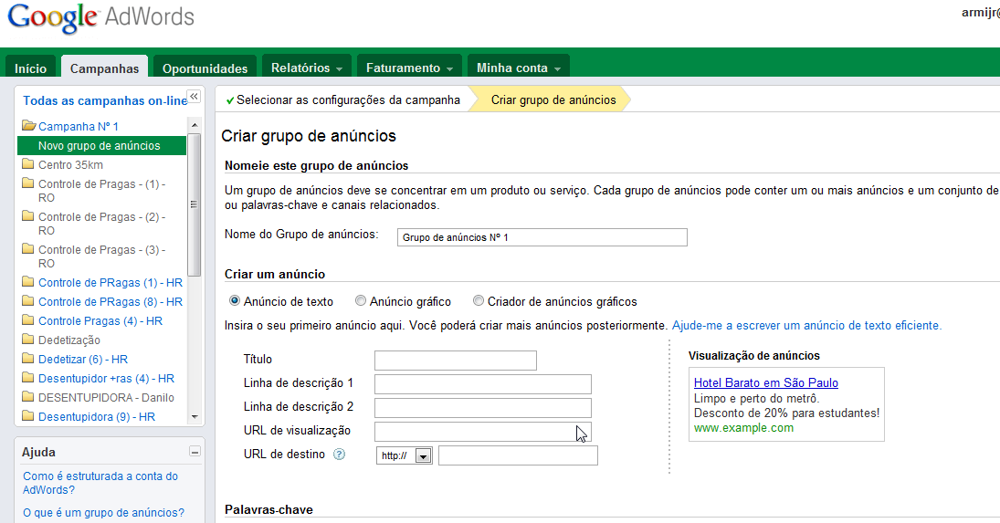 Google AdWords
armijr@
Início
Campanhas
Oportunidades
Relatórios
Faturamento
Minha conta
Todas as campanhas on-line
«
Campanha Nº 1
Novo grupo de anúncios
Centro 35km
Controle de Pragas - (1) -
RO
Controle de Pragas - (2) -
RO
Controle de Pragas - (3) -
RO
Controle de PRagas (1) - HR
Controle de PRagas (8) - HR
Controle Pragas (4) - HR
Dedetização
Dedetizar (6) - HR
Desentupidor +ras (4) - HR
DESENTUPIDORA - Danilo
Desentupidora (9) - HR
Ajuda
Como é estruturada a conta do
AdWords?
O que é um grupo de anúncios?
Selecionar as configurações da campanha
Criar grupo de anúncios
Criar grupo de anúncios
Nomeie este grupo de anúncios
Um grupo de anúncios deve se concentrar em um produto ou serviço. Cada grupo de anúncios pode conter um ou mais anúncios e um conjunto de
ou palavras-chave e canais relacionados.
Nome do Grupo de anúncios: Grupo de anúncios Nº 1
Criar um anúncio
Anúncio de texto Anúncio gráfico Criador de anúncios gráficos
Insira o seu primeiro anúncio aqui. Você poderá criar mais anúncios posteriormente. Ajude-me a escrever um anúncio de texto eficiente.
Título
Linha de descrição 1
Linha de descrição 2
URL de visualização
URL de destino ? http://
Visualização de anúncios
Hotel Barato em São Paulo
Limpo e perto do metrô.
Desconto de 20% para estudantes!
www.example.com
Palavras-chave